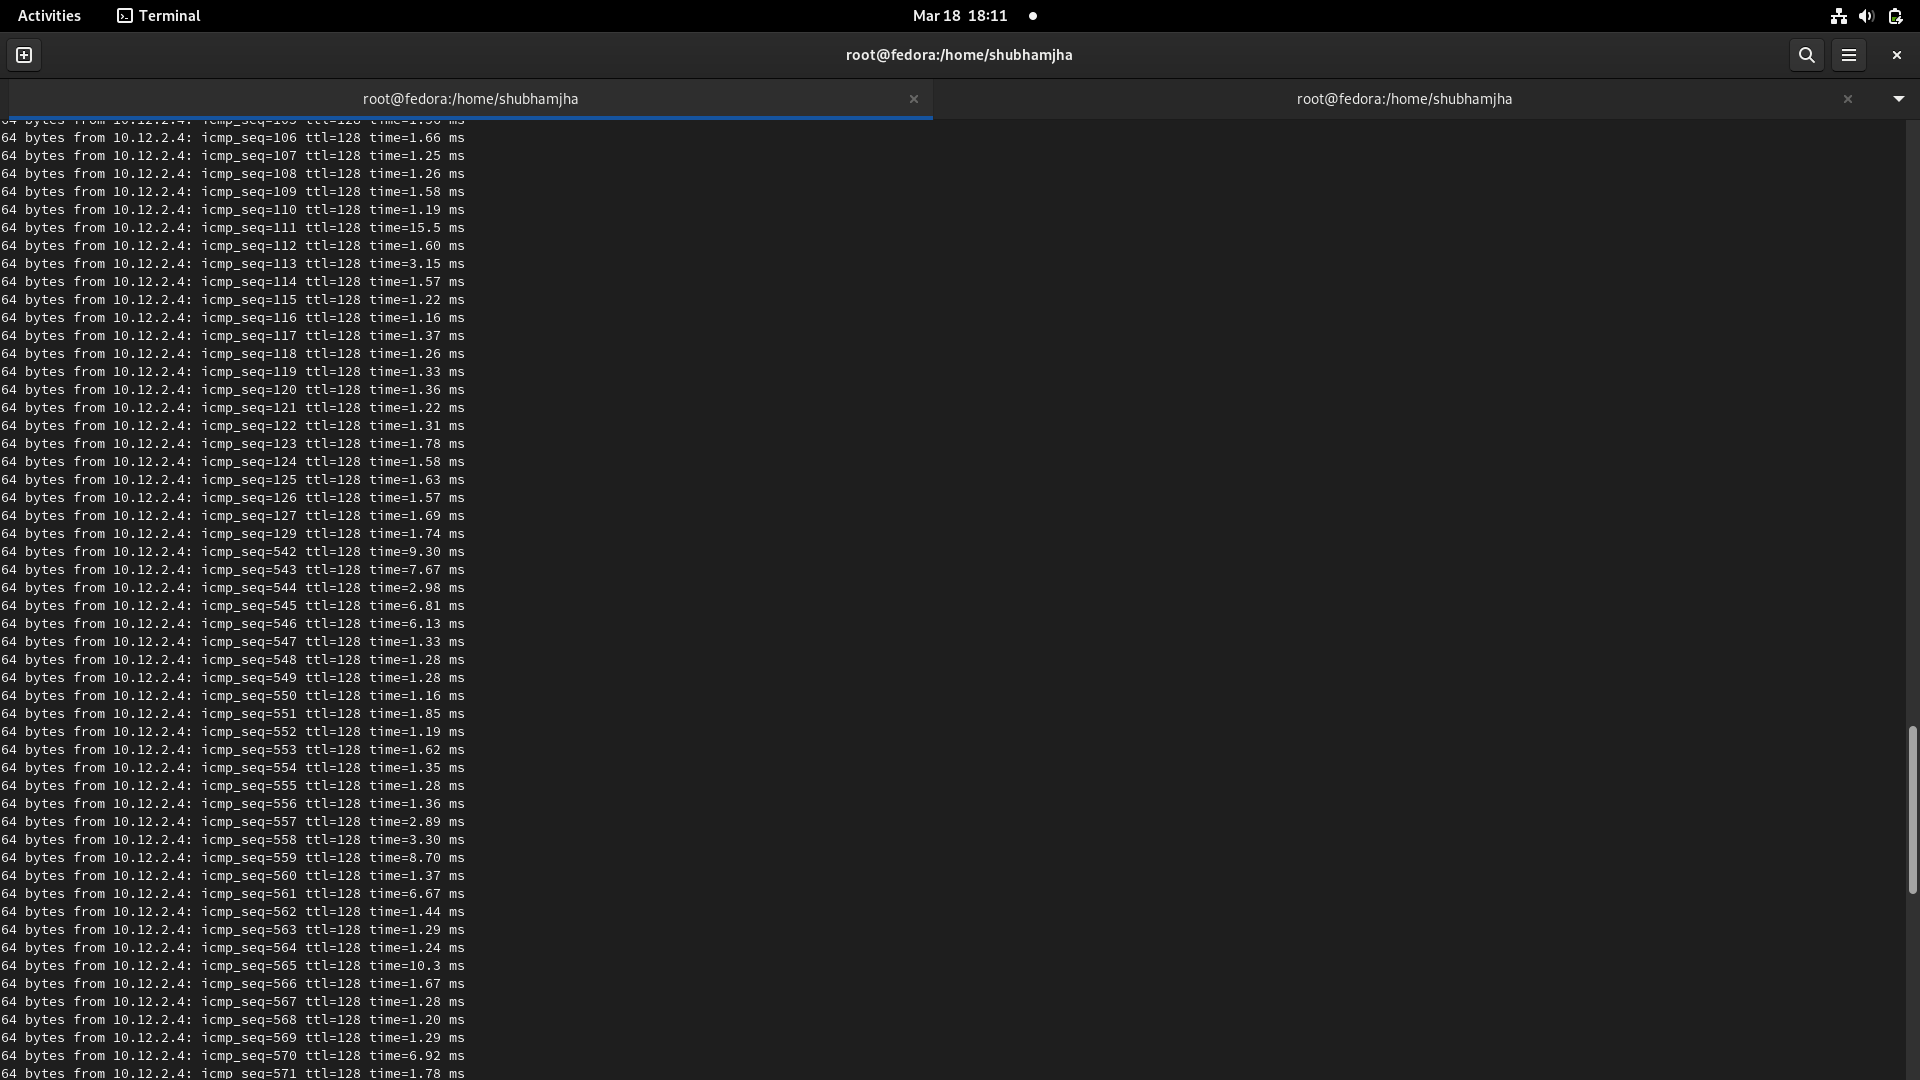 Activities
Terminal
Mar 18 18:11
root@fedora:/home/shubhamjha
root@fedora:/home/shubhamjha
root@fedora:/home/shubhamjha
64 bytes from 10.12.2.4: icmp_seq=106 ttl=128 time=1.66 ms
64 bytes from 10.12.2.4: icmp_seq=107 ttl=128 time=1.25 ms
64 bytes from 10.12.2.4: icmp_seq=108 ttl=128 time=1.26 ms
64 bytes from 10.12.2.4: icmp_seq=109 ttl=128 time=1.58 ms
64 bytes from 10.12.2.4: icmp_seq=110 ttl=128 time=1.19 ms
64 bytes from 10.12.2.4: icmp_seq=111 ttl=128 time=15.5 ms
64 bytes from 10.12.2.4: icmp_seq=112 ttl=128 time=1.60 ms
64 bytes from 10.12.2.4: icmp_seq=113 ttl=128 time=3.15 ms
64 bytes from 10.12.2.4: icmp_seq=114 ttl=128 time=1.57 ms
64 bytes from 10.12.2.4: icmp_seq=115 ttl=128 time=1.22 ms
64 bytes from 10.12.2.4: icmp_seq=116 ttl=128 time=1.16 ms
64 bytes from 10.12.2.4: icmp_seq=117 ttl=128 time=1.37 ms
64 bytes from 10.12.2.4: icmp_seq=118 ttl=128 time=1.26 ms
64 bytes from 10.12.2.4: icmp_seq=119 ttl=128 time=1.33 ms
64 bytes from 10.12.2.4: icmp_seq=120 ttl=128 time=1.36 ms
64 bytes from 10.12.2.4: icmp_seq=121 ttl=128 time=1.22 ms
64 bytes from 10.12.2.4: icmp_seq=122 ttl=128 time=1.31 ms
64 bytes from 10.12.2.4: icmp_seq=123 ttl=128 time=1.78 ms
64 bytes from 10.12.2.4: icmp_seq=124 ttl=128 time=1.58 ms
64 bytes from 10.12.2.4: icmp_seq=125 ttl=128 time=1.63 ms
64 bytes from 10.12.2.4: icmp_seq=126 ttl=128 time=1.57 ms
64 bytes from 10.12.2.4: icmp_seq=127 ttl=128 time=1.69 ms
64 bytes from 10.12.2.4: icmp_seq=129 ttl=128 time=1.74 ms
64 bytes from 10.12.2.4: icmp_seq=542 ttl=128 time=9.30 ms
64 bytes from 10.12.2.4: icmp_seq=543 ttl=128 time=7.67 ms
64 bytes from 10.12.2.4: icmp_seq=544 ttl=128 time=2.98 ms
64 bytes from 10.12.2.4: icmp_seq=545 ttl=128 time=6.81 ms
64 bytes from 10.12.2.4: icmp_seq=546 ttl=128 time=6.13 ms
64 bytes from 10.12.2.4: icmp_seq=547 ttl=128 time=1.33 ms
64 bytes from 10.12.2.4: icmp_seq=548 ttl=128 time=1.28 ms
64 bytes from 10.12.2.4: icmp_seq=549 ttl=128 time=1.28 ms
64 bytes from 10.12.2.4: icmp_seq=550 ttl=128 time=1.16 ms
64 bytes from 10.12.2.4: icmp_seq=551 ttl=128 time=1.85 ms
64 bytes from 10.12.2.4: icmp_seq=552 ttl=128 time=1.19 ms
64 bytes from 10.12.2.4: icmp_seq=553 ttl=128 time=1.62 ms
64 bytes from 10.12.2.4: icmp_seq=554 ttl=128 time=1.35 ms
64 bytes from 10.12.2.4: icmp_seq=555 ttl=128 time=1.28 ms
64 bytes from 10.12.2.4: icmp_seq=556 ttl=128 time=1.36 ms
64 bytes from 10.12.2.4: icmp_seq=557 ttl=128 time=2.89 ms
64 bytes from 10.12.2.4: icmp_seq=558 ttl=128 time=3.30 ms
64 bytes from 10.12.2.4: icmp_seq=559 ttl=128 time=8.70 ms
64 bytes from 10.12.2.4: icmp_seq=560 ttl=128 time=1.37 ms
64 bytes from 10.12.2.4: icmp_seq=561 ttl=128 time=6.67 ms
64 bytes from 10.12.2.4: icmp_seq=562 ttl=128 time=1.44 ms
64 bytes from 10.12.2.4: icmp_seq=563 ttl=128 time=1.29 ms
64 bytes from 10.12.2.4: icmp_seq=564 ttl=128 time=1.24 ms
64 bytes from 10.12.2.4: icmp_seq=565 ttl=128 time=10.3 ms
64 bytes from 10.12.2.4: icmp_seq=566 ttl=128 time=1.67 ms
64 bytes from 10.12.2.4: icmp_seq=567 ttl=128 time=1.28 ms
64 bytes from 10.12.2.4: icmp_seq=568 ttl=128 time=1.20 ms
64 bytes from 10.12.2.4: icmp_seq=569 ttl=128 time=1.29 ms
64 bytes from 10.12.2.4: icmp_seq=570 ttl=128 time=6.92 ms
64 bytes from 10.12.2.4: icmp_seq=571 ttl=128 time=1.78 ms